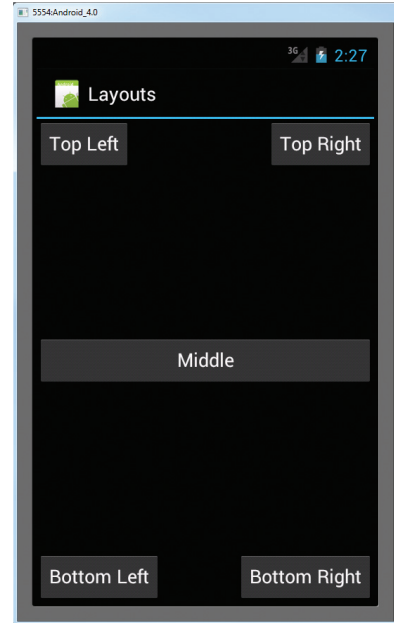 5554:Android_4.0
3G 2:27
Layouts
Top Left Top Right
Middle
Bottom Left Bottom Right